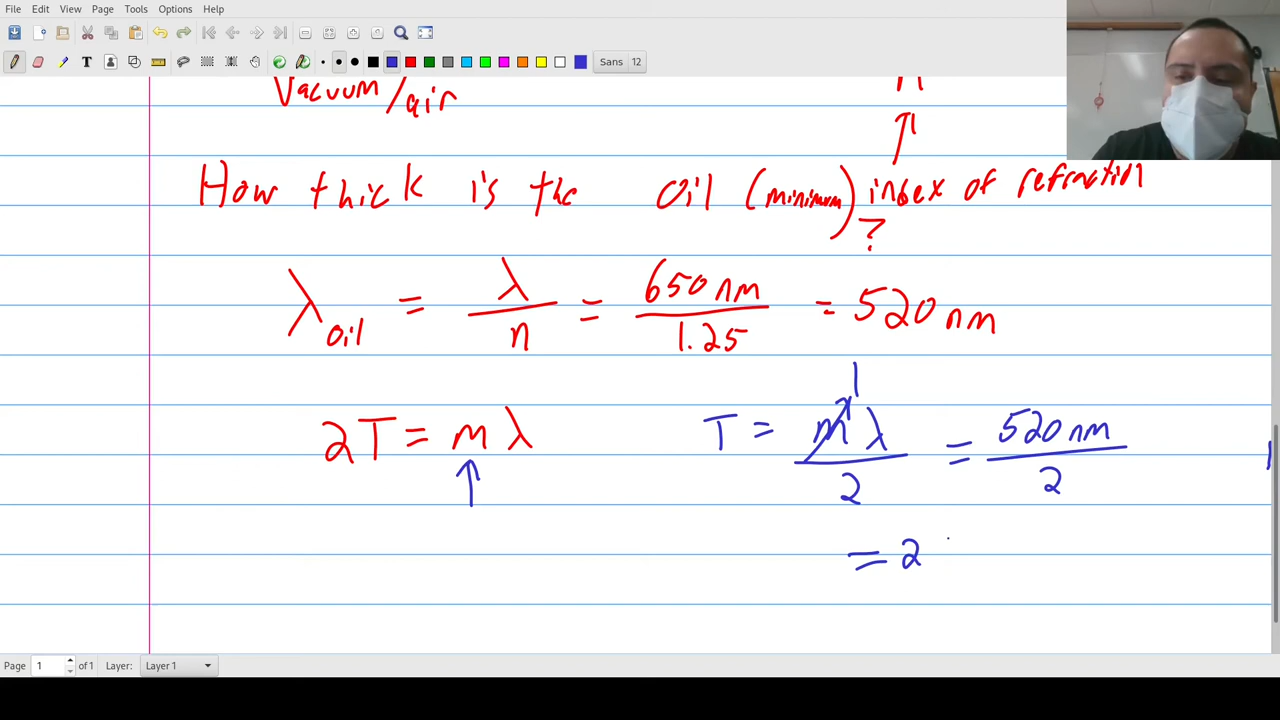 File Edit View Page Tools Options Help
Sans 12
Vacuum/air
n
How thick is the oil (minimum) index of refraction
?
λoil = λ/n = 650 nm/1.25 = 520 nm
2T = mλ
T = m 1 λ/2 = 520 nm/2
= 2
Page 1 of 1 Layer: Layer 1